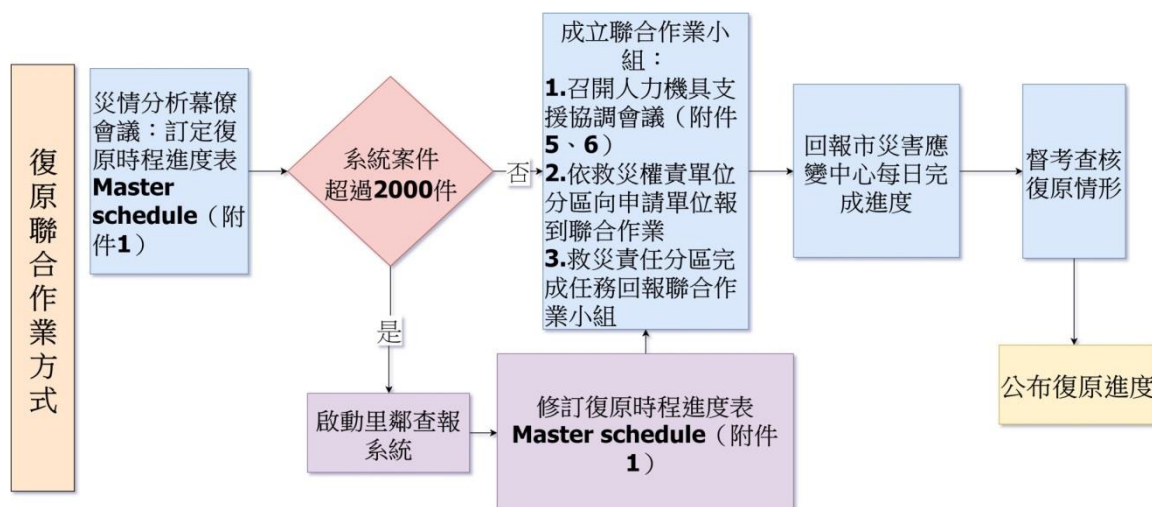 復原聯合作業方式
災情分析幕僚
會議：訂定復
原時程進度表
Master
schedule（附
件1）
系統案件
超過2000件
否
是
啟動里鄰查報
系統
修訂復原時程進度表
Master schedule（附件
1）
成立聯合作業小
組：
1.召開人力機具支
援協調會議（附件
5、6）
2.依救災權責單位
分區向申請單位報
到聯合作業
3.救災責任分區完
成任務回報聯合作
業小組
回報市災害應
變中心每日完
成進度
督考查核
復原情形
公布復原進度